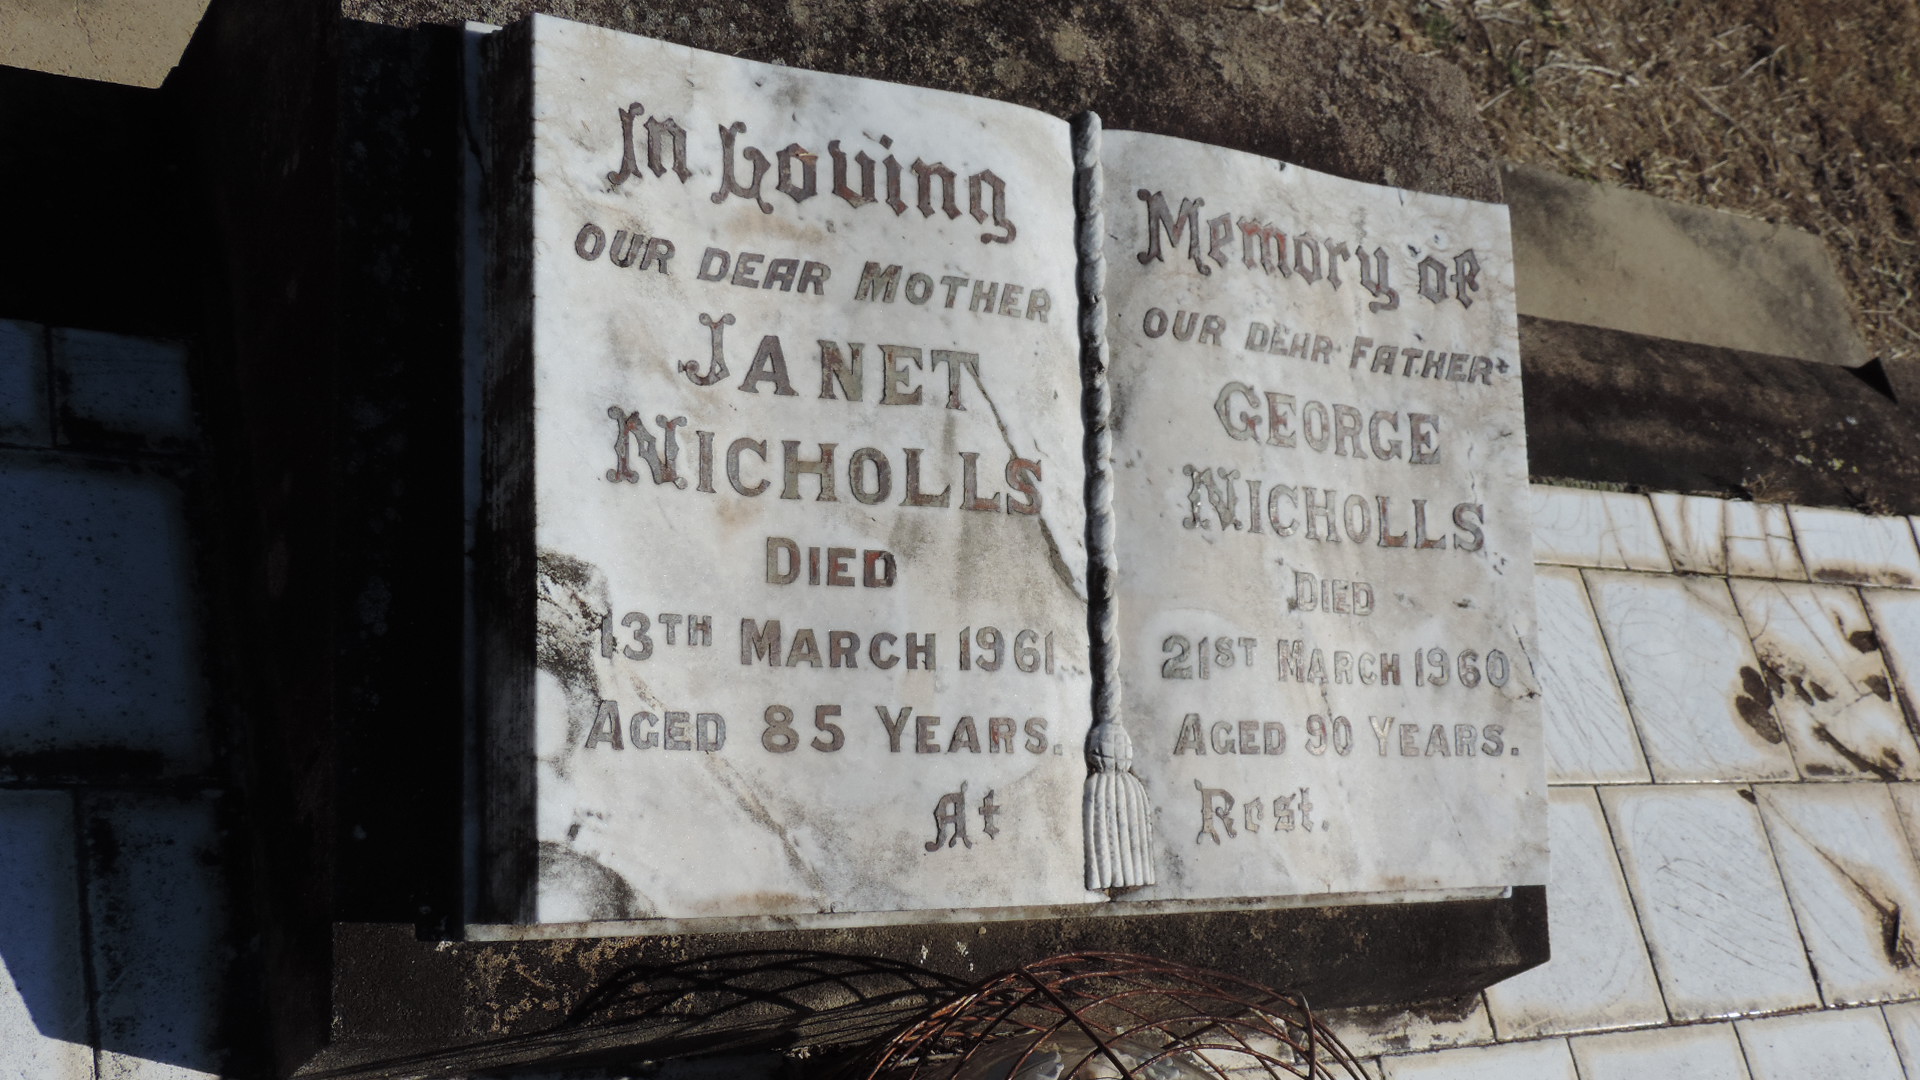 In Loving
OUR DEAR MOTHER
JANET
NICHOLLS
DIED
13TH MARCH 1961
AGED 85 YEARS.
Memory of
OUR DEAR FATHER
GEORGE
NICHOLLS
DIED
21ST MARCH 1960
AGED 90 YEARS.
At Rest.